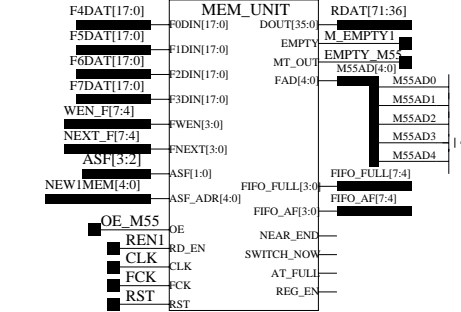 F4DAT[17:0]
MEM_UNIT
RDAT[71:36]
F0DIN[17:0]
DOUT[35:0]
F5DAT[17:0]
M_EMPTY1
F1DIN[17:0]
EMPTY
F6DAT[17:0]
EMPTY_M55
F2DIN[17:0]
MT_OUT
M55AD[4:0]
F7DAT[17:0]
FAD[4:0]
M55AD0
F3DIN[17:0]
WEN_F[7:4]
M55AD1
FWEN[3:0]
M55AD2
NEXT_F[7:4]
FNEXT[3:0]
M55AD3
ASF[3:2]
M55AD4
ASF[1:0]
FIFO_FULL[7:4]
NEW1MEM[4:0]
FIFO_FULL[3:0]
ASF_ADR[4:0]
FIFO_AF[7:4]
FIFO_AF[3:0]
OE_M55
OE
NEAR_END
REN1
RD_EN
SWITCH_NOW
CLK
CLK
AT_FULL
FCK
FCK
REG_EN
RST
RST